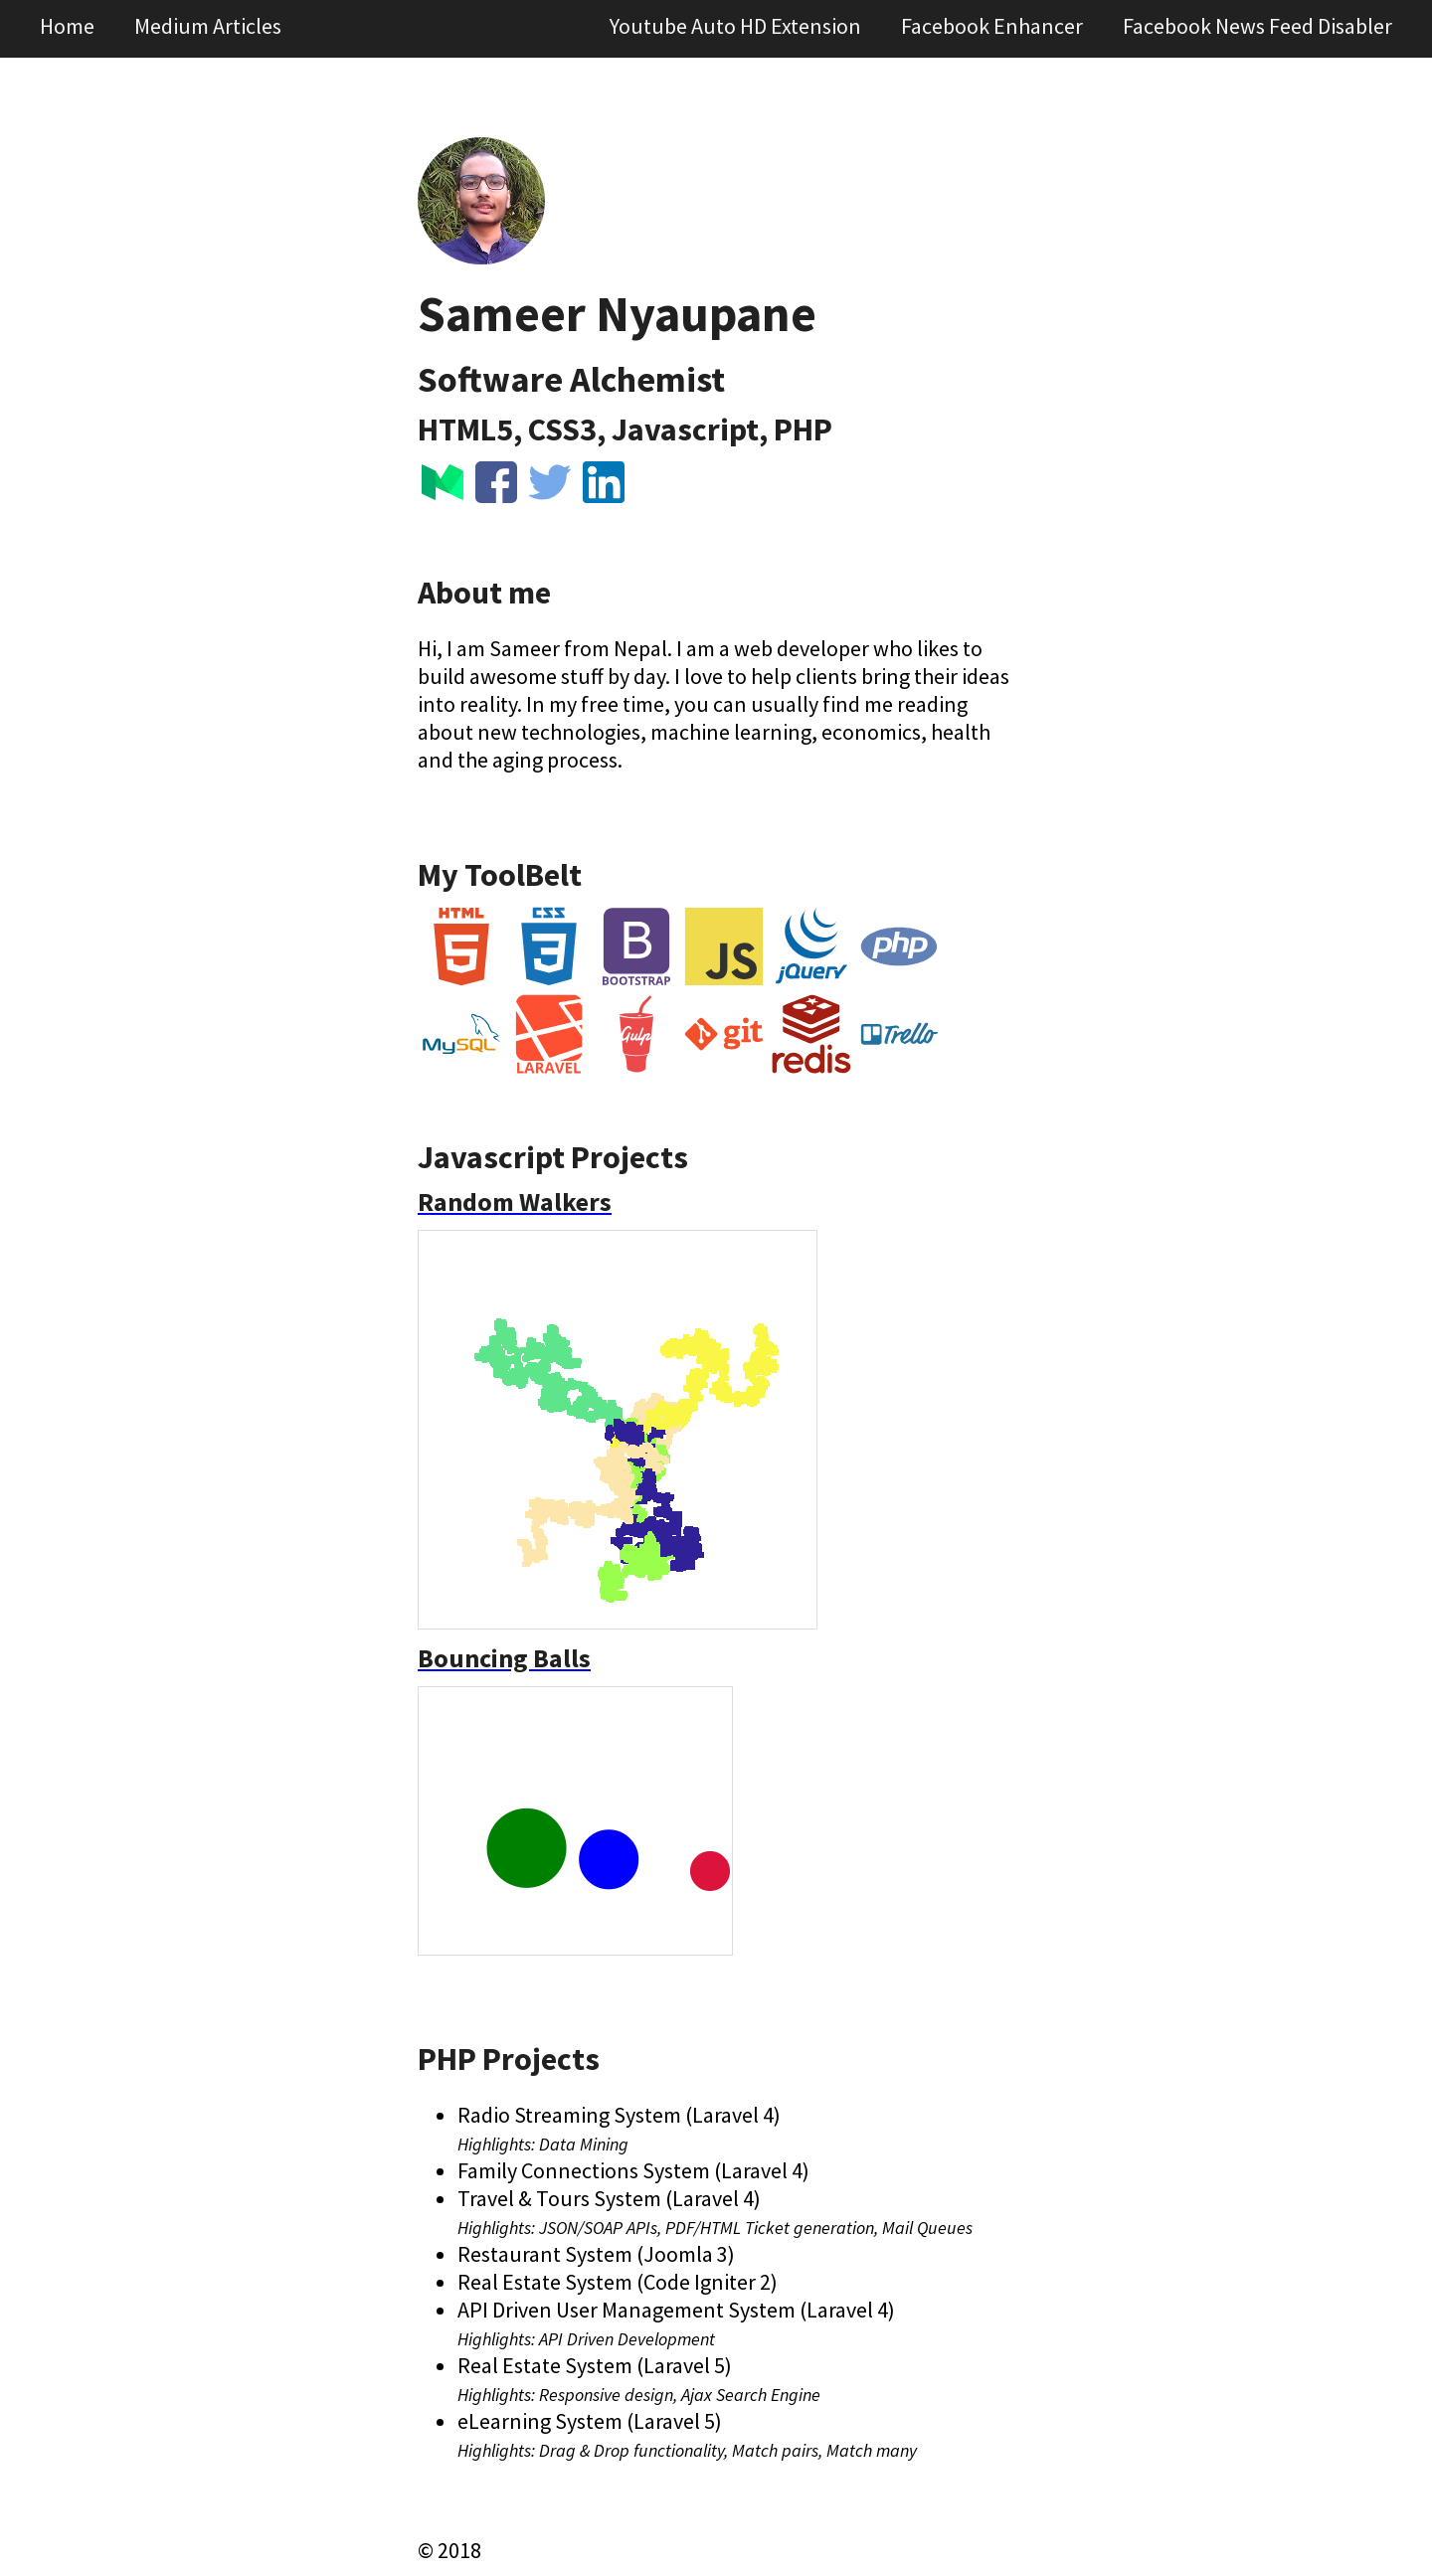 Home Medium Articles Youtube Auto HD Extension Facebook Enhancer Facebook News Feed Disabler
Sameer Nyaupane
Software Alchemist
HTML5, CSS3, Javascript, PHP
About me
Hi, I am Sameer from Nepal. I am a web developer who likes to
build awesome stuff by day. I love to help clients bring their ideas
into reality. In my free time, you can usually find me reading
about new technologies, machine learning, economics, health
and the aging process.
My ToolBelt
HTML 5 CSS 3 B BOOTSTRAP JS jQuery php
MySQL LARAVEL Gulp git redis Trello
Javascript Projects
Random Walkers
Bouncing Balls
PHP Projects
Radio Streaming System (Laravel 4)
Highlights: Data Mining
Family Connections System (Laravel 4)
Travel & Tours System (Laravel 4)
Highlights: JSON/SOAP APIs, PDF/HTML Ticket generation, Mail Queues
Restaurant System (Joomla 3)
Real Estate System (Code Igniter 2)
API Driven User Management System (Laravel 4)
Highlights: API Driven Development
Real Estate System (Laravel 5)
Highlights: Responsive design, Ajax Search Engine
eLearning System (Laravel 5)
Highlights: Drag & Drop functionality, Match pairs, Match many
© 2018